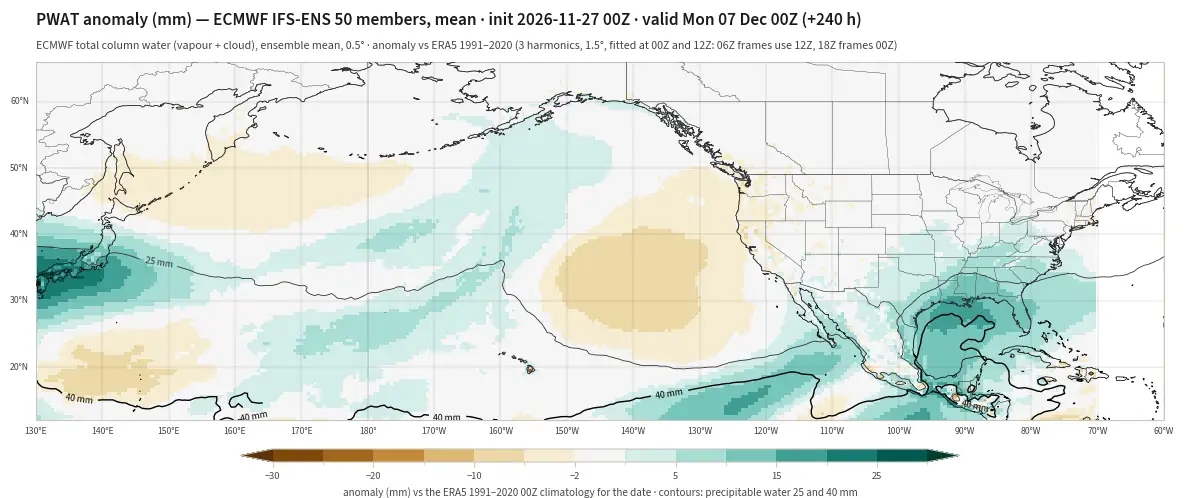 PWAT anomaly (mm) — ECMWF IFS-ENS 50 members, mean · init 2026-11-27 00Z · valid Mon 07 Dec 00Z (+240 h)
ECMWF total column water (vapour + cloud), ensemble mean, 0.5° · anomaly vs ERA5 1991–2020 (3 harmonics, 1.5°, fitted at 00Z and 12Z: 06Z frames use 12Z, 18Z frames 00Z)
60°N
50°N
40°N
25 mm
30°N
20°N
40 mm
40 mm
40 mm
40 mm
40 mm
130°E 140°E 150°E 160°E 170°E 180° 170°W 160°W 150°W 140°W 130°W 120°W 110°W 100°W 90°W 80°W 70°W 60°W
−30 −20 −10 −2 5 15 25
anomaly (mm) vs the ERA5 1991–2020 00Z climatology for the date · contours: precipitable water 25 and 40 mm